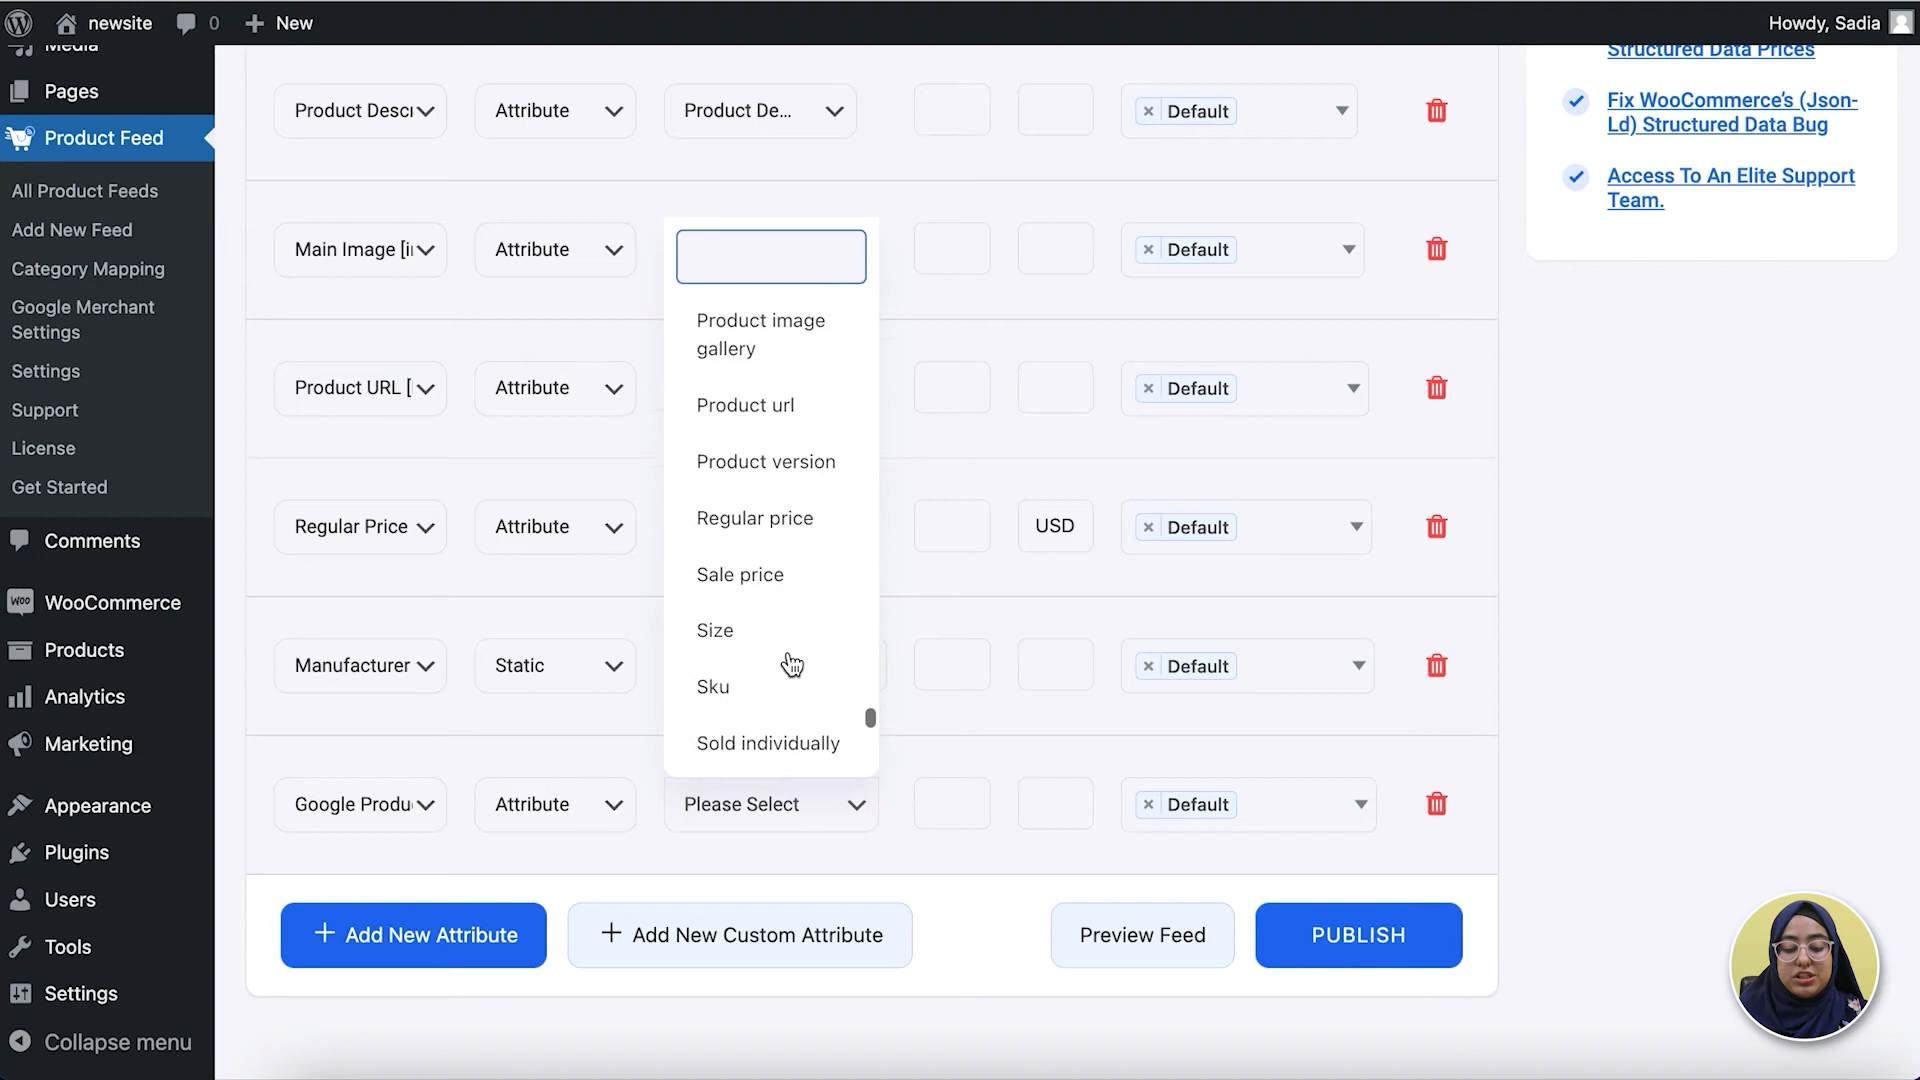 newsite
0
New
Howdy, Sadia
Media
Pages
Product Feed
All Product Feeds
Add New Feed
Category Mapping
Google Merchant
Settings
Settings
Support
License
Get Started
Comments
WooCommerce
Products
Analytics
Marketing
Appearance
Plugins
Users
Tools
Settings
Collapse menu
Product Desc
Attribute
Product De...
× Default
Main Image [i
Attribute
× Default
Product URL [
Attribute
× Default
Regular Price
Attribute
USD
× Default
Manufacturer
Static
× Default
Google Produ
Attribute
Please Select
× Default
Product image
gallery
Product url
Product version
Regular price
Sale price
Size
Sku
Sold individually
+ Add New Attribute
+ Add New Custom Attribute
Preview Feed
PUBLISH
Structured Data Prices
Fix WooCommerce's (Json-
Ld) Structured Data Bug
Access To An Elite Support
Team.